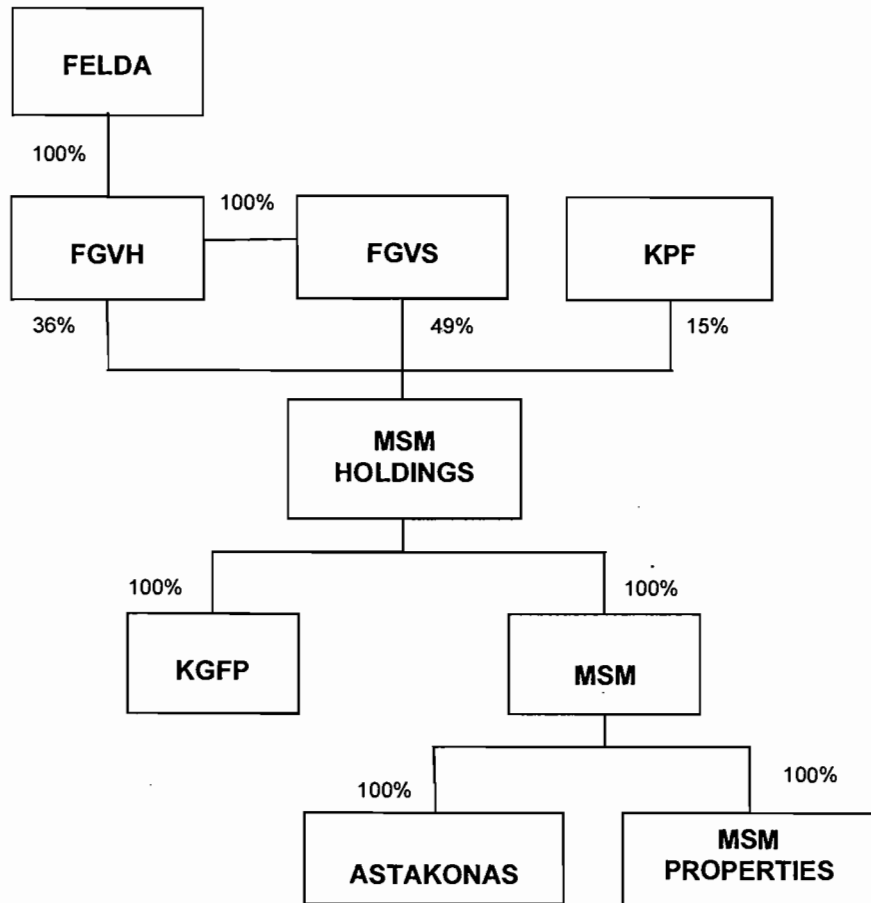 FELDA
100%
100%
FGVH
FGVS
KPF
36%
49%
15%
MSM
HOLDINGS
100%
100%
KGFP
MSM
100%
100%
ASTAKONAS
MSM
PROPERTIES